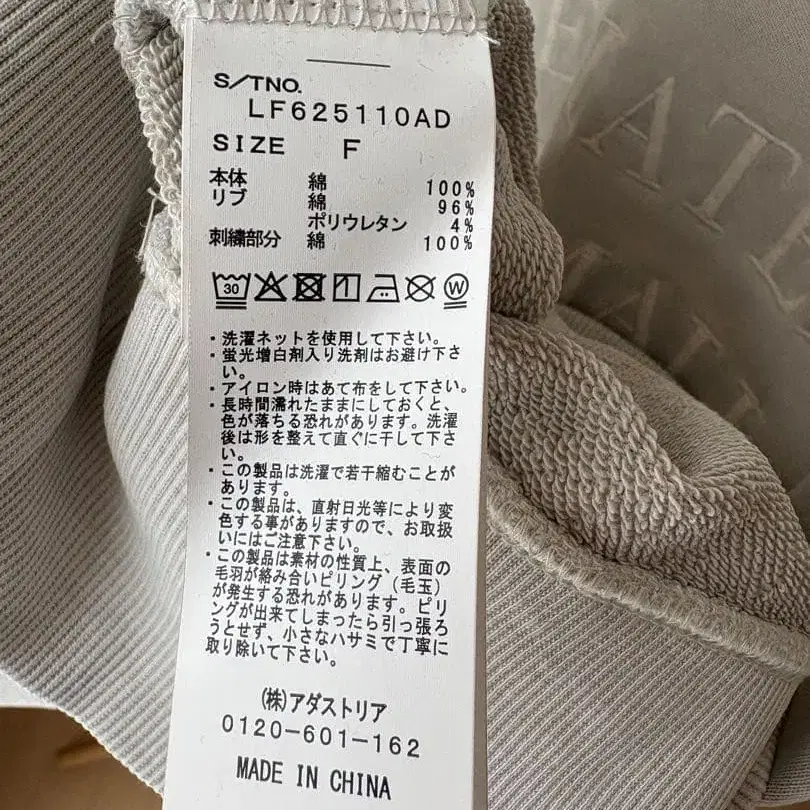 S/TNO.
LF625110AD
SIZE F
本体 綿 100%
リブ 綿 96%
ポリウレタン 4%
刺繍部分 綿 100%
30
W
・洗濯ネットを使用して下さい。
・蛍光増白剤入り洗剤はお避け下さ
い。
・アイロン時はあて布をして下さい。
・長時間濡れたままにしておくと、
色が落ちる恐れがあります。洗濯
後は形を整えて直ぐに干して下さ
い。
・この製品は洗濯で若干縮むことが
あります。
・この製品は、直射日光等により変
色する事がありますので、お取扱
いにはご注意下さい。
・この製品は素材の性質上、表面の
毛羽が絡み合いピリング（毛玉）
が発生する恐れがあります。ピリ
ングが出来てしまったら引っ張ろ
うとせず、小さなハサミで丁寧に
取り除いて下さい。
(株)アダストリア
0120-601-162
MADE IN CHINA
ATE